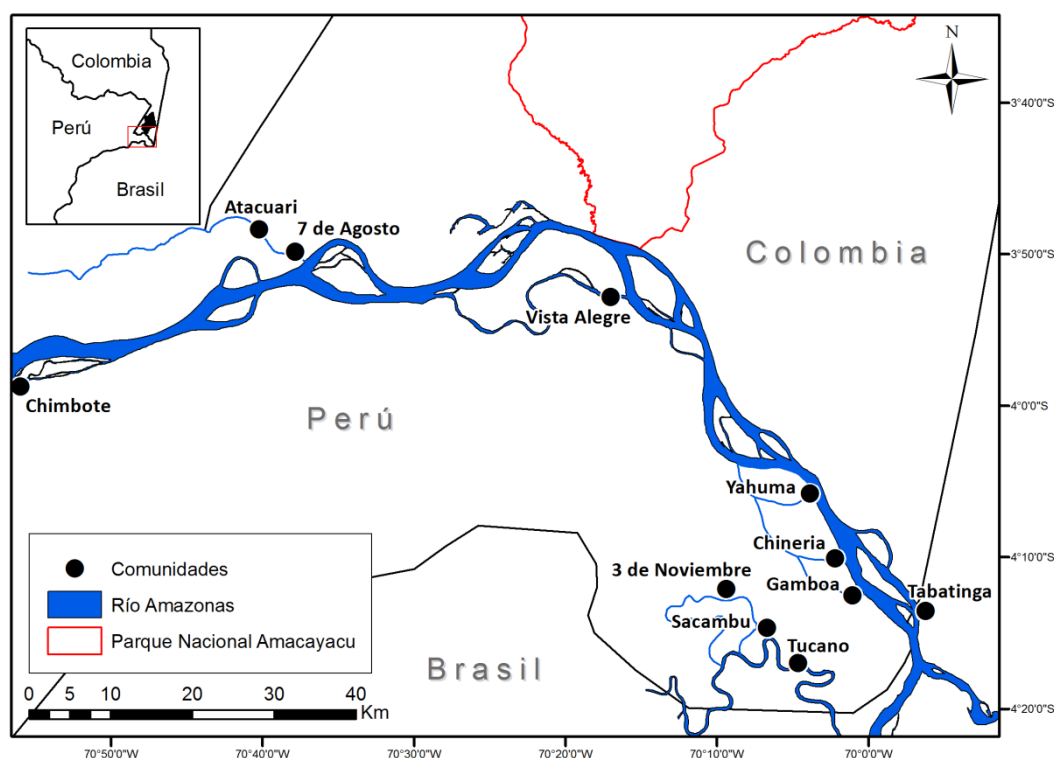 Colombia
Perú
Brasil
N
Atacuari
7 de Agosto
Colombia
Vista Alegre
Chimbote
Perú
Yahuma
Chineria
3 de Noviembre
Gamboa
Tabatinga
Sacambu
Tucano
Brasil
Comunidades
Río Amazonas
Parque Nacional Amacayacu
0 5 10 20 30 40
Km
3°40'0"S
3°50'0"S
4°0'0"S
4°10'0"S
4°20'0"S
70°50'0"W 70°40'0"W 70°30'0"W 70°20'0"W 70°10'0"W 70°0'0"W